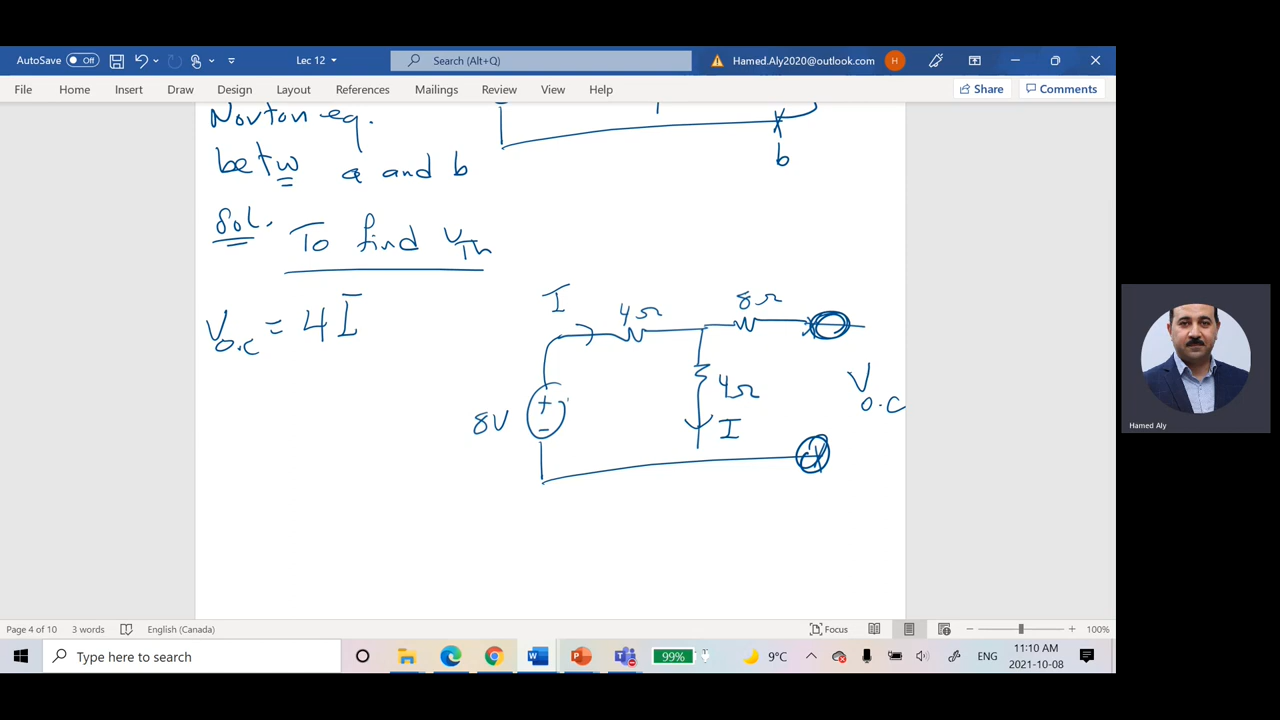 AutoSave Off Lec 12 Search (Alt+Q) Hamed.Aly2020@outlook.com H
File Home Insert Draw Design Layout References Mailings Review View Help Share Comments
Norton eq.
betw a and b
b
Sol. To find VTh
Vo.c = 4 I
I 4Ω 8Ω
8V + - 4Ω I
Vo.c
Hamed Aly
Page 4 of 10 3 words English (Canada) Focus 100%
Type here to search 99% 9°C ENG 11:10 AM
2021-10-08